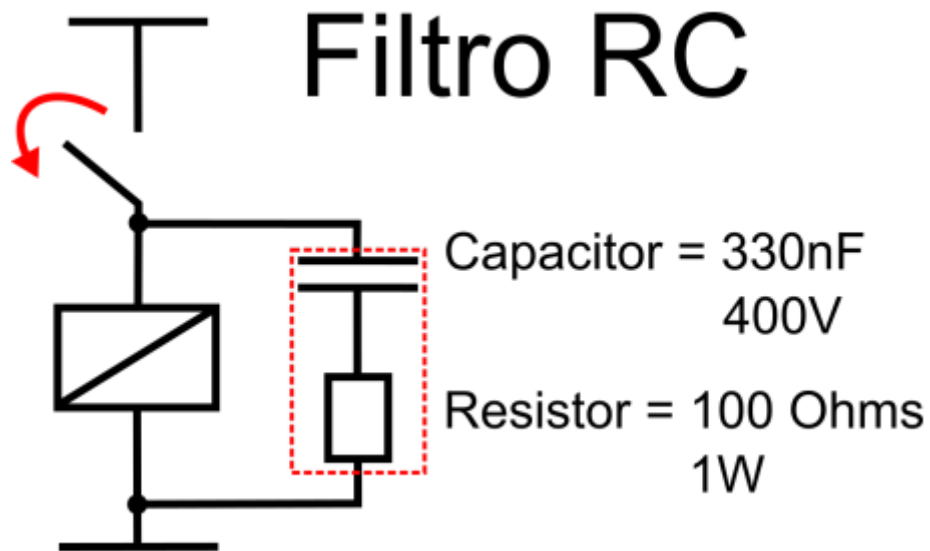 Filtro RC
Capacitor = 330nF
400V
Resistor = 100 Ohms
1W